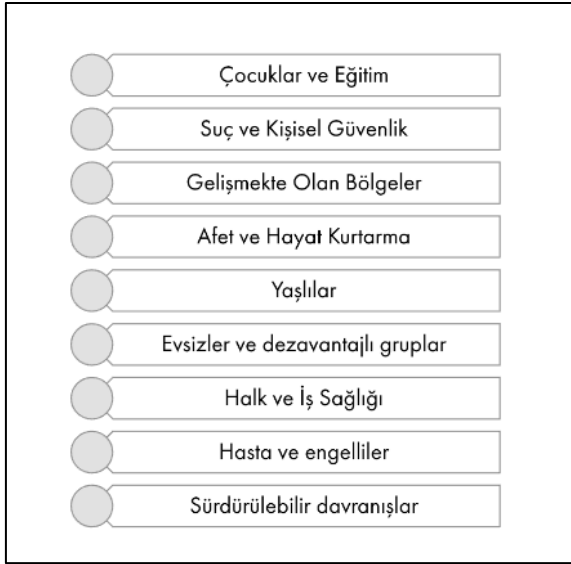 Çocuklar ve Eğitim
Suç ve Kişisel Güvenlik
Gelişmekte Olan Bölgeler
Afet ve Hayat Kurtarma
Yaşlılar
Evsizler ve dezavantajlı gruplar
Halk ve İş Sağlığı
Hasta ve engelliler
Sürdürülebilir davranışlar